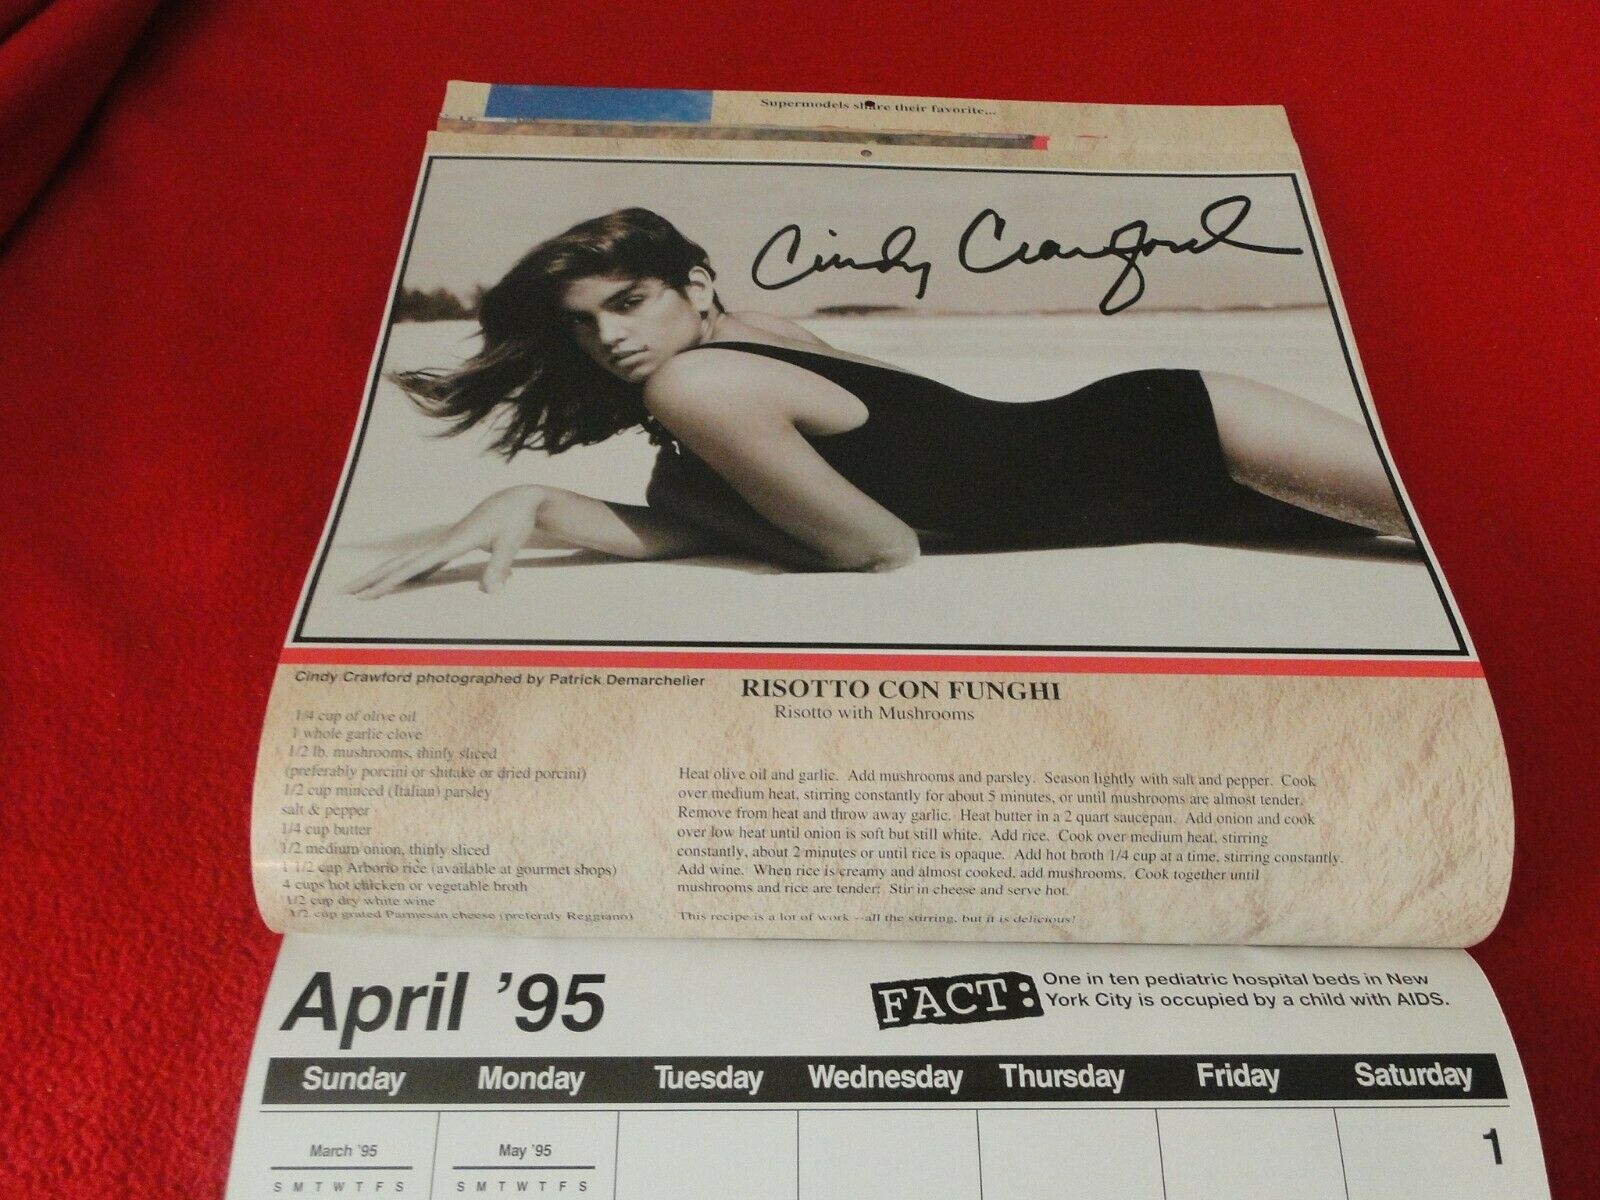 Supermodels share their favorite...
Cindy Crawford
Cindy Crawford photographed by Patrick Demarchelier
RISOTTO CON FUNGHI
Risotto with Mushrooms
1/4 cup of olive oil
1 whole garlic clove
1/2 lb. mushrooms, thinly sliced
(preferably porcini or shitake or dried porcini)
1/2 cup minced (Italian) parsley
salt & pepper
1/4 cup butter
1/2 medium onion, thinly sliced
1 1/2 cup Arborio rice (available at gourmet shops)
4 cups hot chicken or vegetable broth
1/2 cup dry white wine
1/2 cup grated Parmesan cheese (preferaly Reggiano)
Heat olive oil and garlic. Add mushrooms and parsley. Season lightly with salt and pepper. Cook
over medium heat, stirring constantly for about 5 minutes, or until mushrooms are almost tender.
Remove from heat and throw away garlic. Heat butter in a 2 quart saucepan. Add onion and cook
over low heat until onion is soft but still white. Add rice. Cook over medium heat, stirring
constantly, about 2 minutes or until rice is opaque. Add hot broth 1/4 cup at a time, stirring constantly.
Add wine. When rice is creamy and almost cooked, add mushrooms. Cook together until
mushrooms and rice are tender. Stir in cheese and serve hot.
This recipe is a lot of work -- all the stirring, but it is delicious!
April '95
FACT: One in ten pediatric hospital beds in New
York City is occupied by a child with AIDS.
Sunday Monday Tuesday Wednesday Thursday Friday Saturday
1
March '95
S M T W T F S
May '95
S M T W T F S